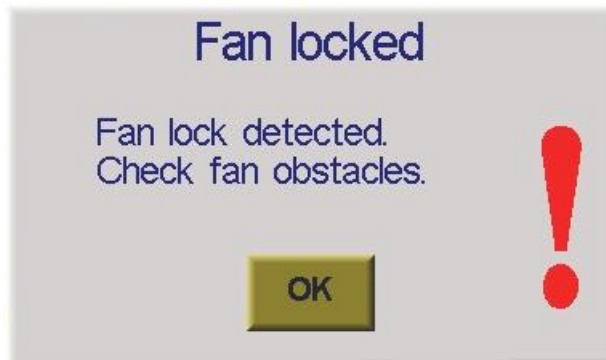 Fan locked
Fan lock detected.
Check fan obstacles.
OK